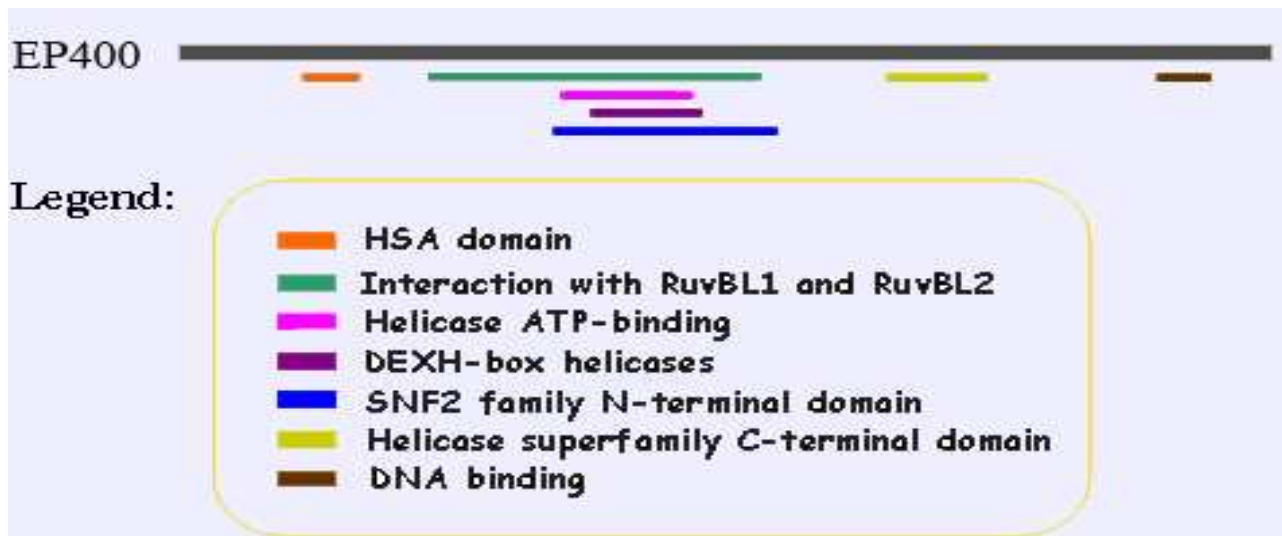 EP400
Legend:
HSA domain
Interaction with RuvBL1 and RuvBL2
Helicase ATP-binding
DEXH-box helicases
SNF2 family N-terminal domain
Helicase superfamily C-terminal domain
DNA binding